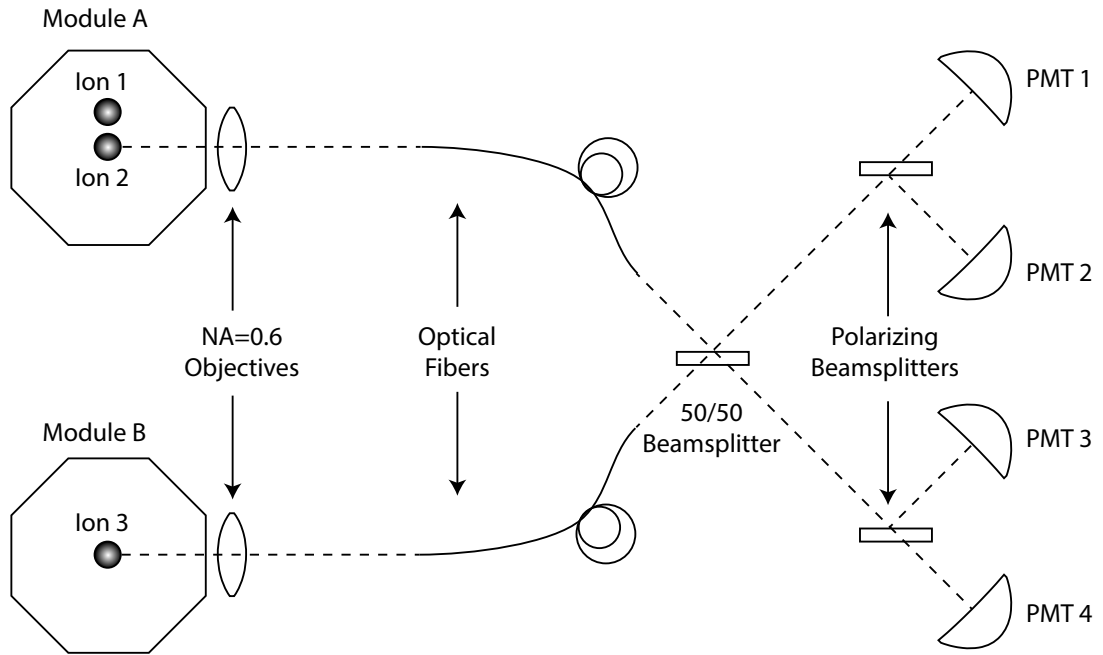 Module A
Ion 1
Ion 2
NA=0.6
Objectives
Optical
Fibers
50/50
Beamsplitter
Polarizing
Beamsplitters
PMT 1
PMT 2
PMT 3
PMT 4
Module B
Ion 3